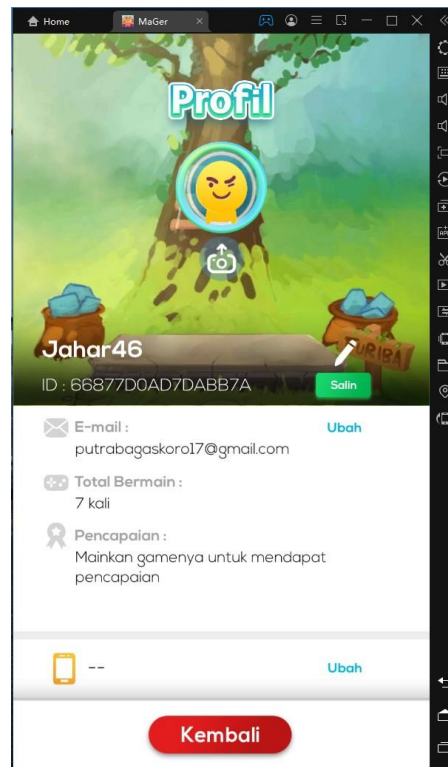 Home
MaGer
Profil
Jahar46
ID : 66877D0AD7DABB7A
Salin
E-mail :
Ubah
putrabagaskoro17@gmail.com
Total Bermain :
7 kali
Pencapaian :
Mainkan gamenya untuk mendapat
pencapaian
--
Ubah
Kembali